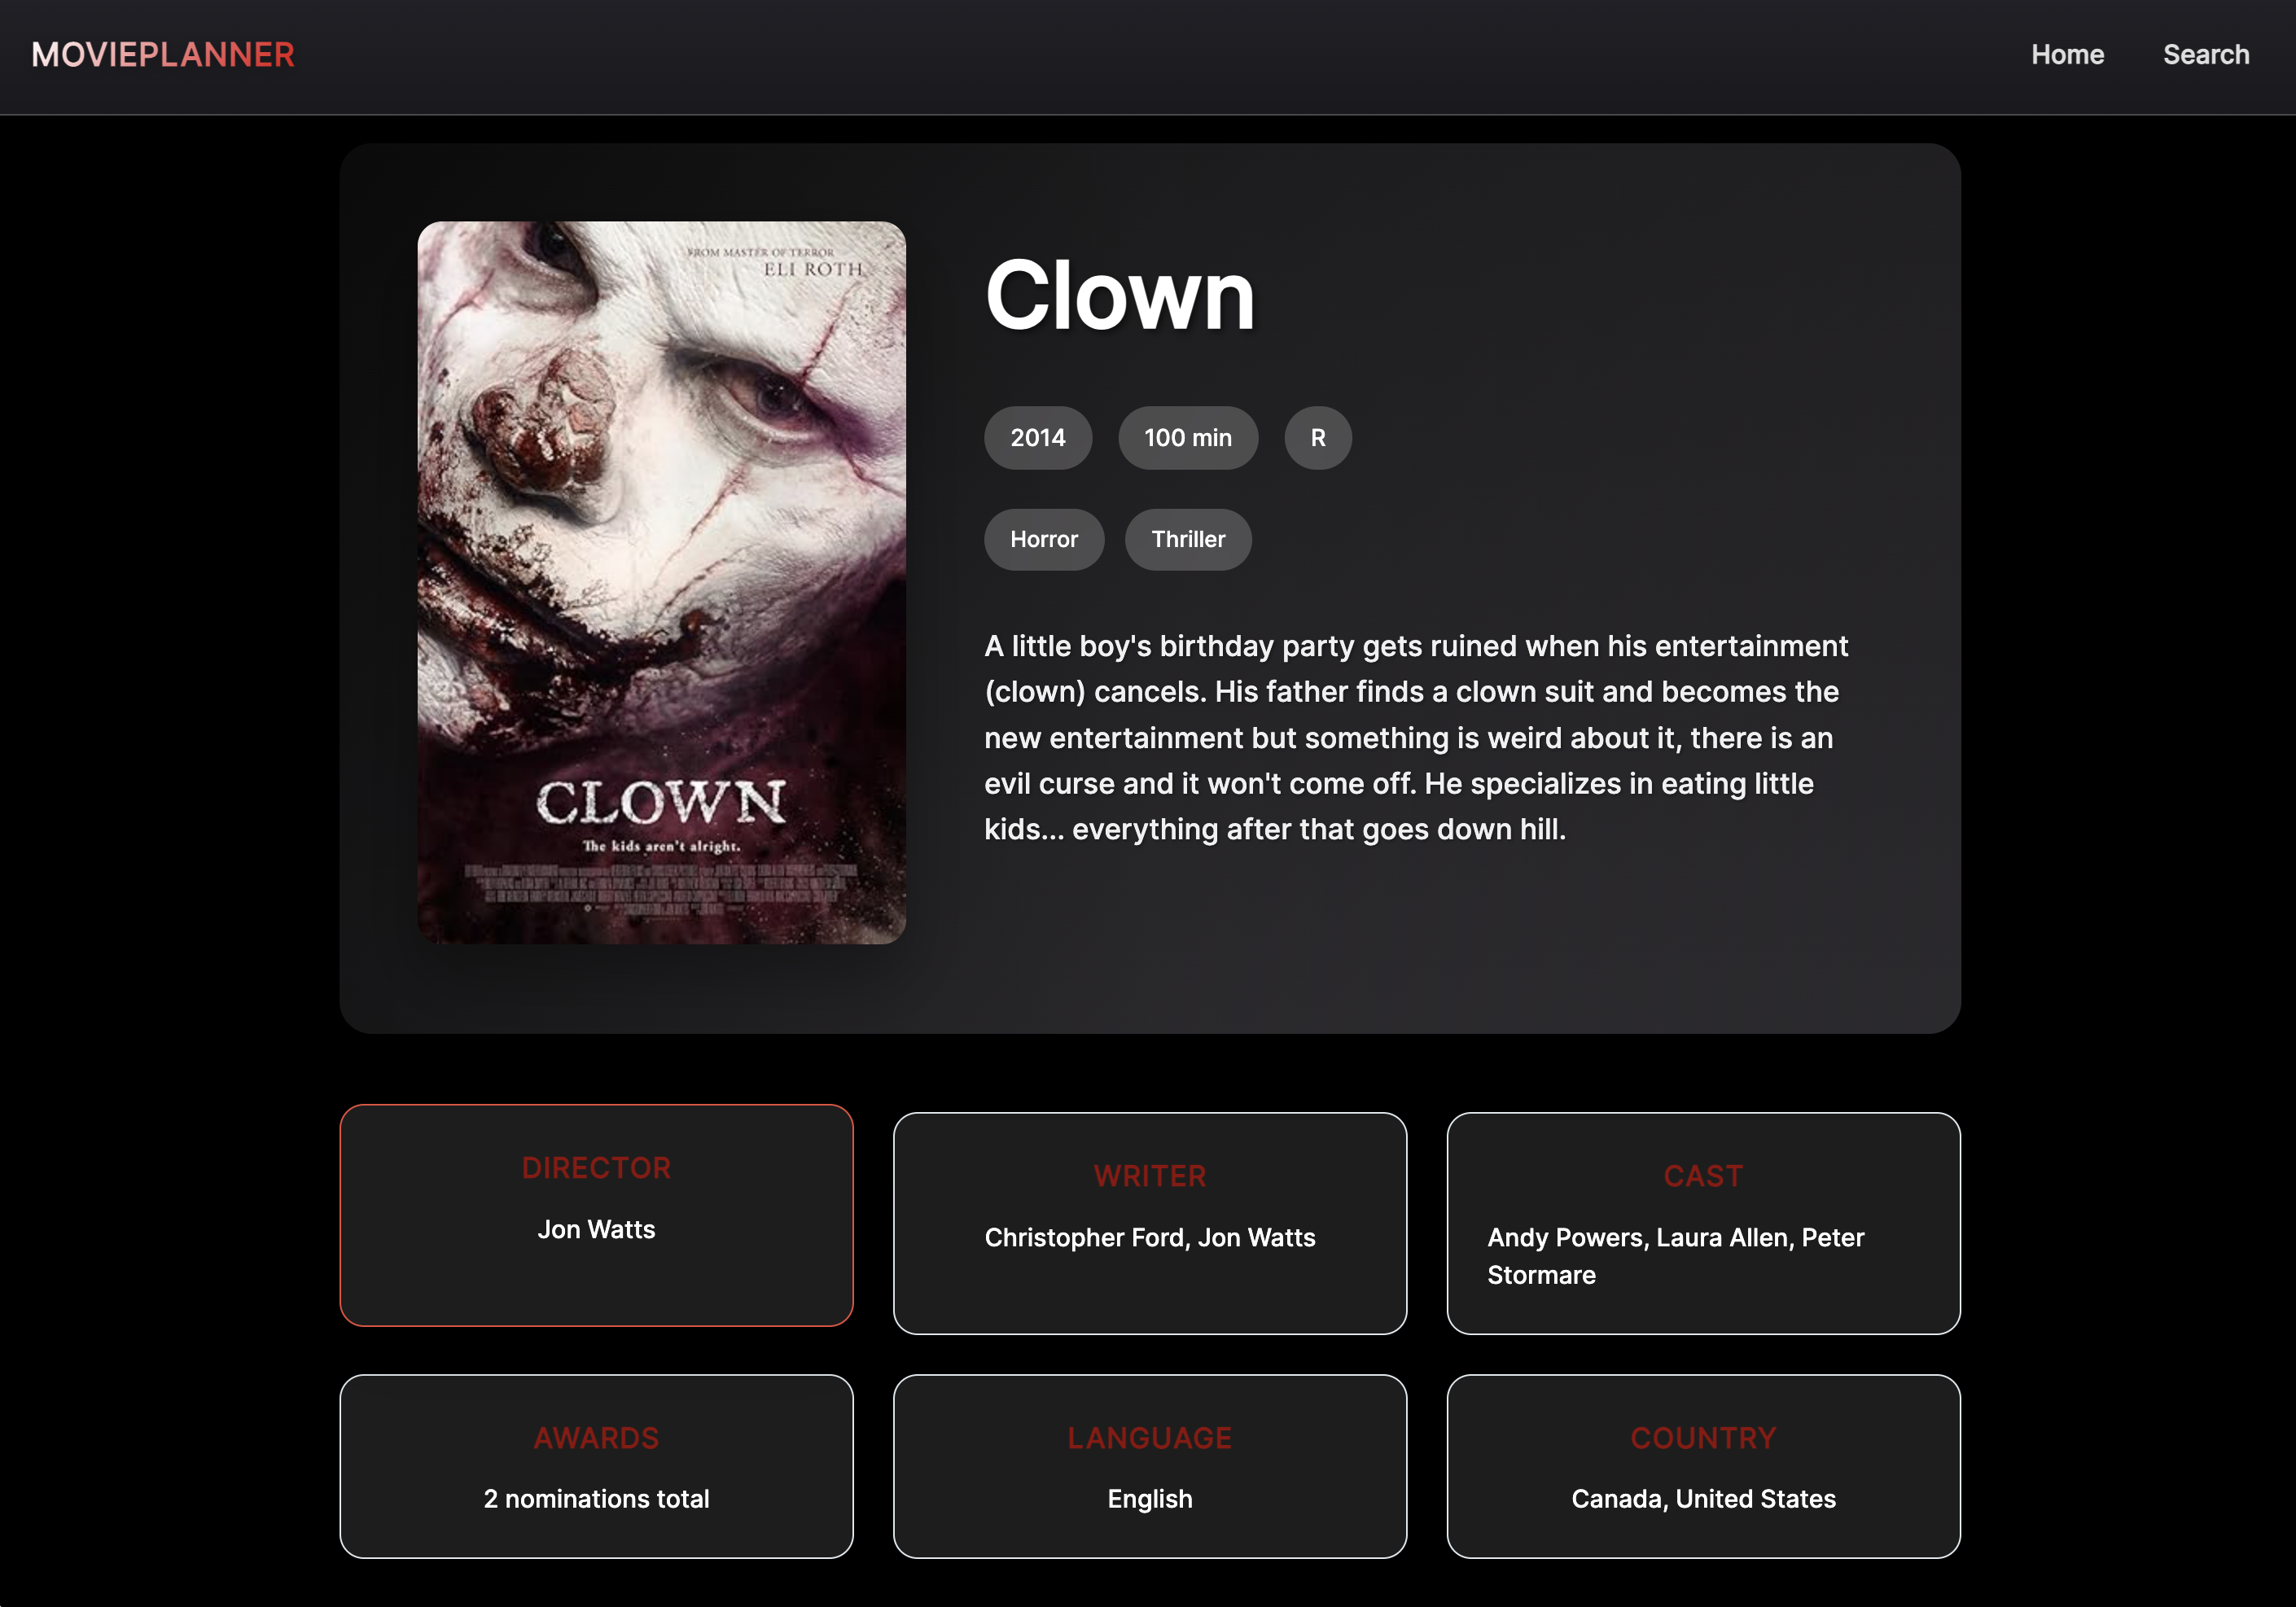 MOVIEPLANNER
Home
Search
FROM MASTER OF TERROR
ELI ROTH
CLOWN
The kids aren't alright.
Clown
2014
100 min
R
Horror
Thriller
A little boy's birthday party gets ruined when his entertainment
(clown) cancels. His father finds a clown suit and becomes the
new entertainment but something is weird about it, there is an
evil curse and it won't come off. He specializes in eating little
kids... everything after that goes down hill.
DIRECTOR
Jon Watts
WRITER
Christopher Ford, Jon Watts
CAST
Andy Powers, Laura Allen, Peter
Stormare
AWARDS
2 nominations total
LANGUAGE
English
COUNTRY
Canada, United States